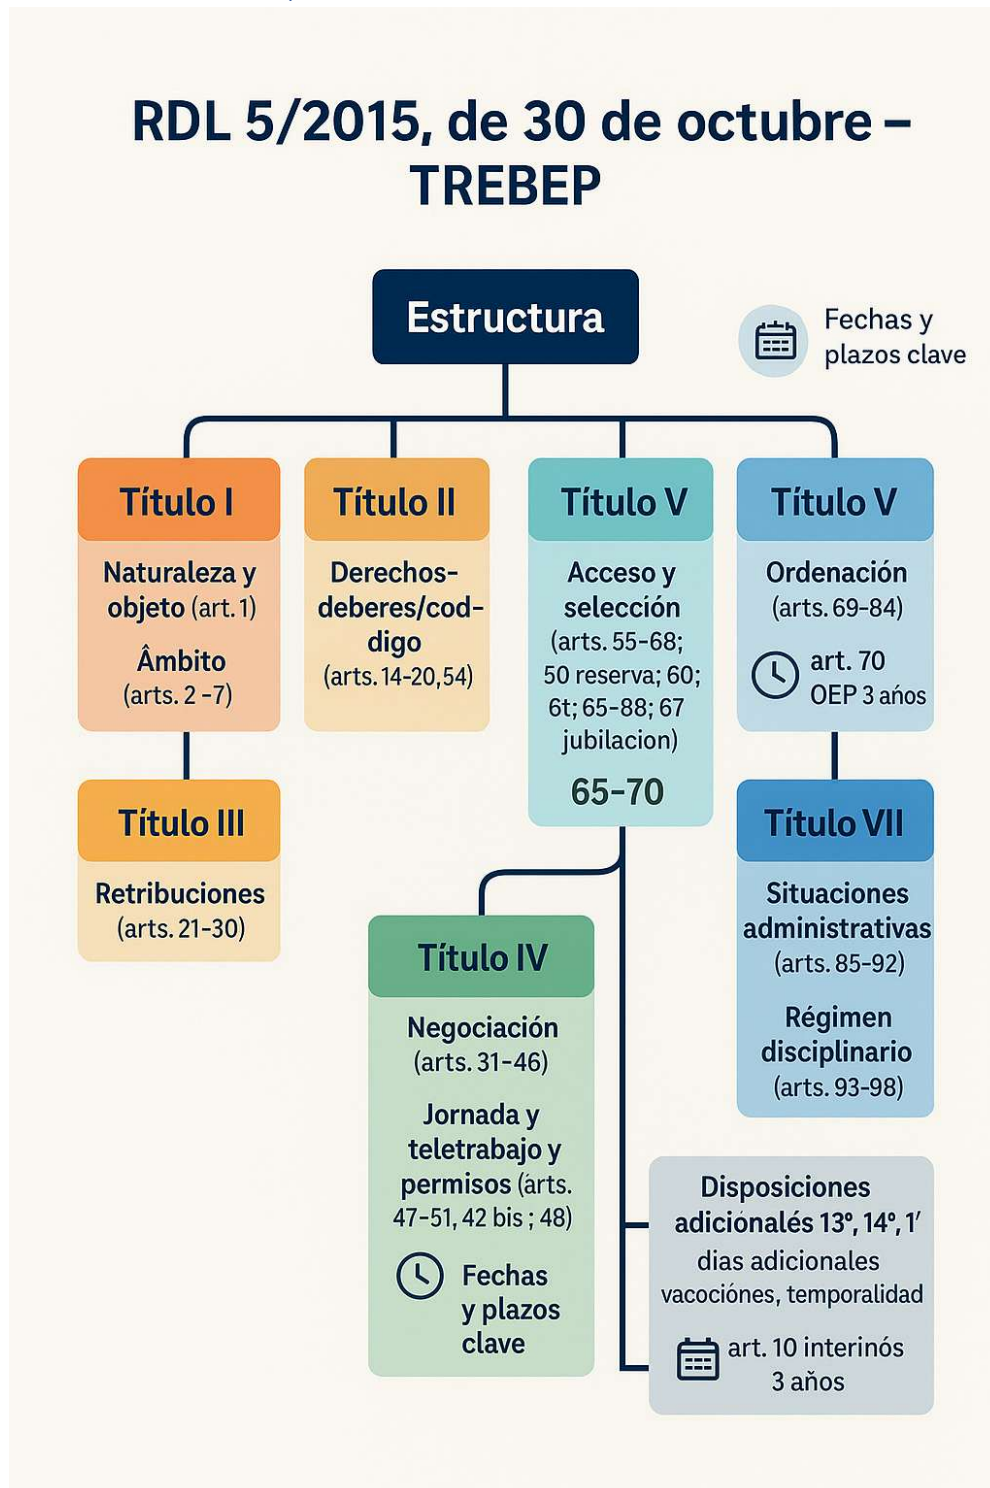 RDL 5/2015, de 30 de octubre –
TREBEP
Estructura
Fechas y
plazos clave
Título I
Naturaleza y
objeto (art. 1)
Âmbito
(arts. 2 -7)
Título II
Derechos-
deberes/cod-
digo
(arts. 14-20,54)
Título V
Acceso y
selección
(arts. 55-68;
50 reserva; 60;
6t; 65-88; 67
jubilacion)
65-70
Título V
Ordenación
(arts. 69-84)
art. 70
OEP 3 años
Título III
Retribuciones
(arts. 21-30)
Título VII
Situaciones
administrativas
(arts. 85-92)
Régimen
disciplinario
(arts. 93-98)
Título IV
Negociación
(arts. 31-46)
Jornada y
teletrabajo y
permisos (árts.
47-51, 42 bis ; 48)
Fechas
y plazos
clave
Disposiciones
adicionalés 13°, 14°, 1′
dias adicionales
vacociónes, temporalidad
art. 10 interinós
3 años